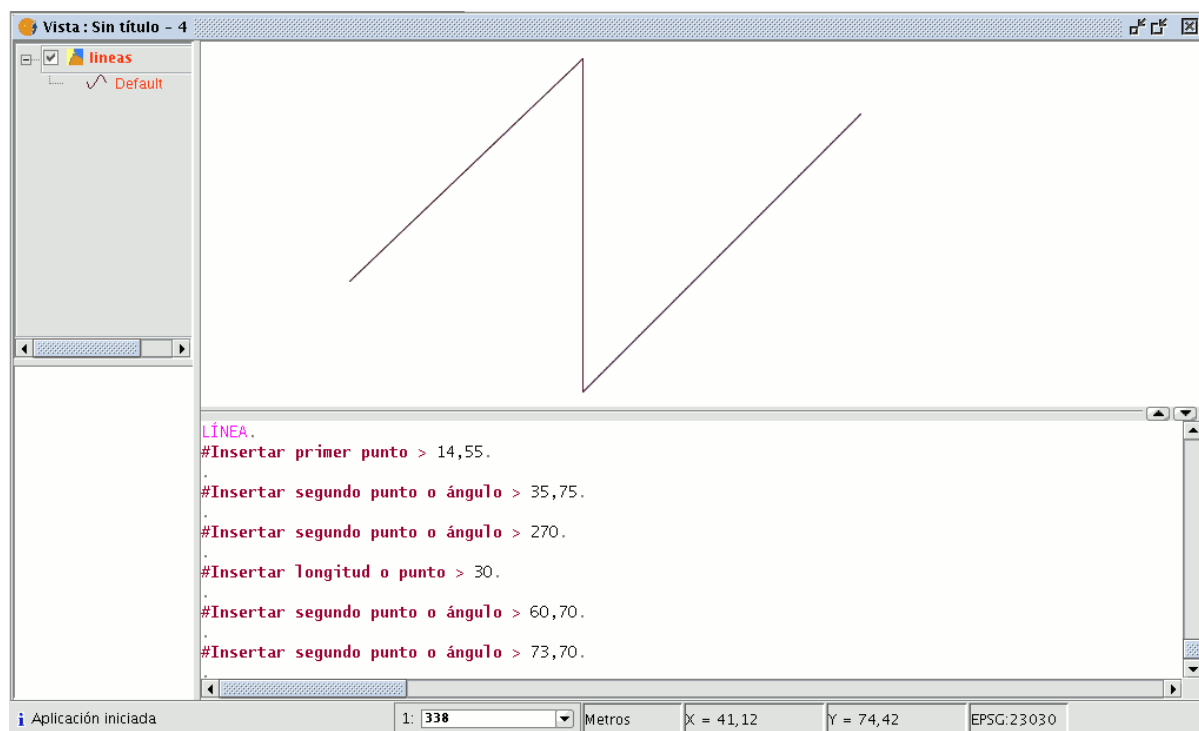 Vista : Sin título - 4
lineas
Default
LÍNEA.
#Insertar primer punto > 14,55.
.
#Insertar segundo punto o ángulo > 35,75.
.
#Insertar segundo punto o ángulo > 270.
.
#Insertar longitud o punto > 30.
.
#Insertar segundo punto o ángulo > 60,70.
.
#Insertar segundo punto o ángulo > 73,70.
.
Aplicación iniciada
1: 338
Metros
X = 41,12
Y = 74,42
EPSG:23030